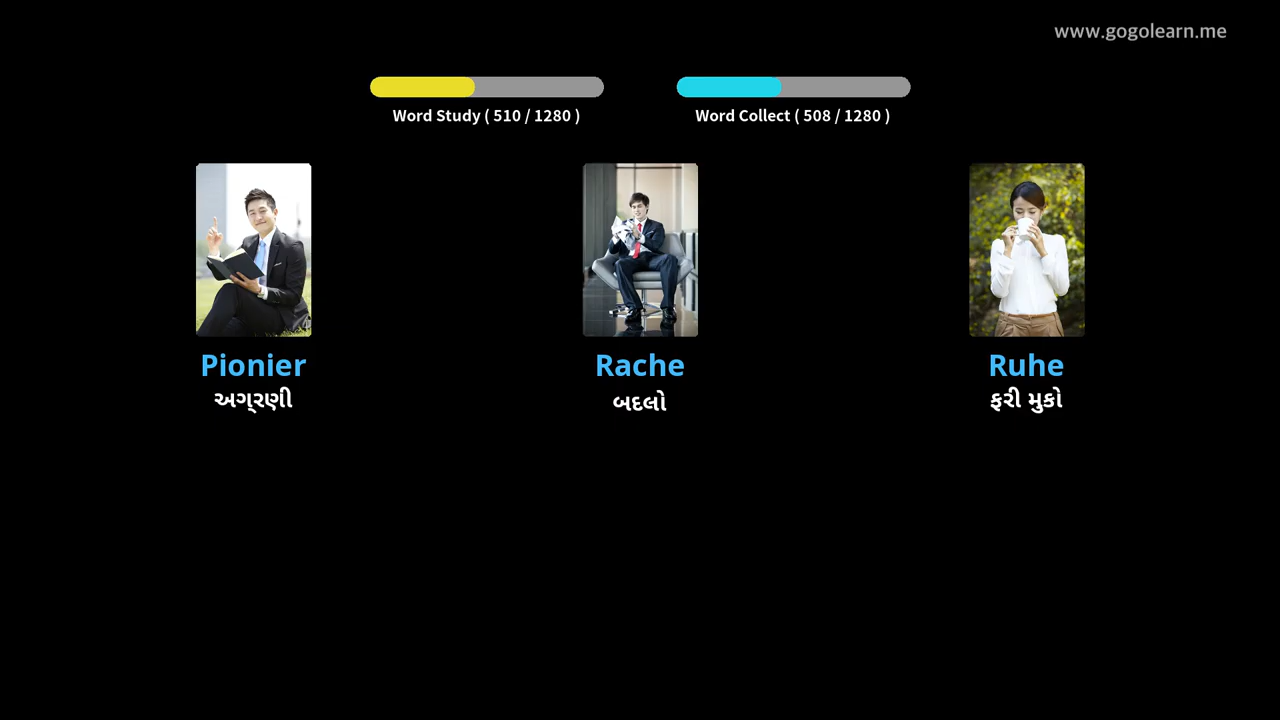 www.gogolearn.me
Word Study ( 510 / 1280 )
Word Collect ( 508 / 1280 )
Pionier
અગ્રણી
Rache
બદલો
Ruhe
ફરી મુકો